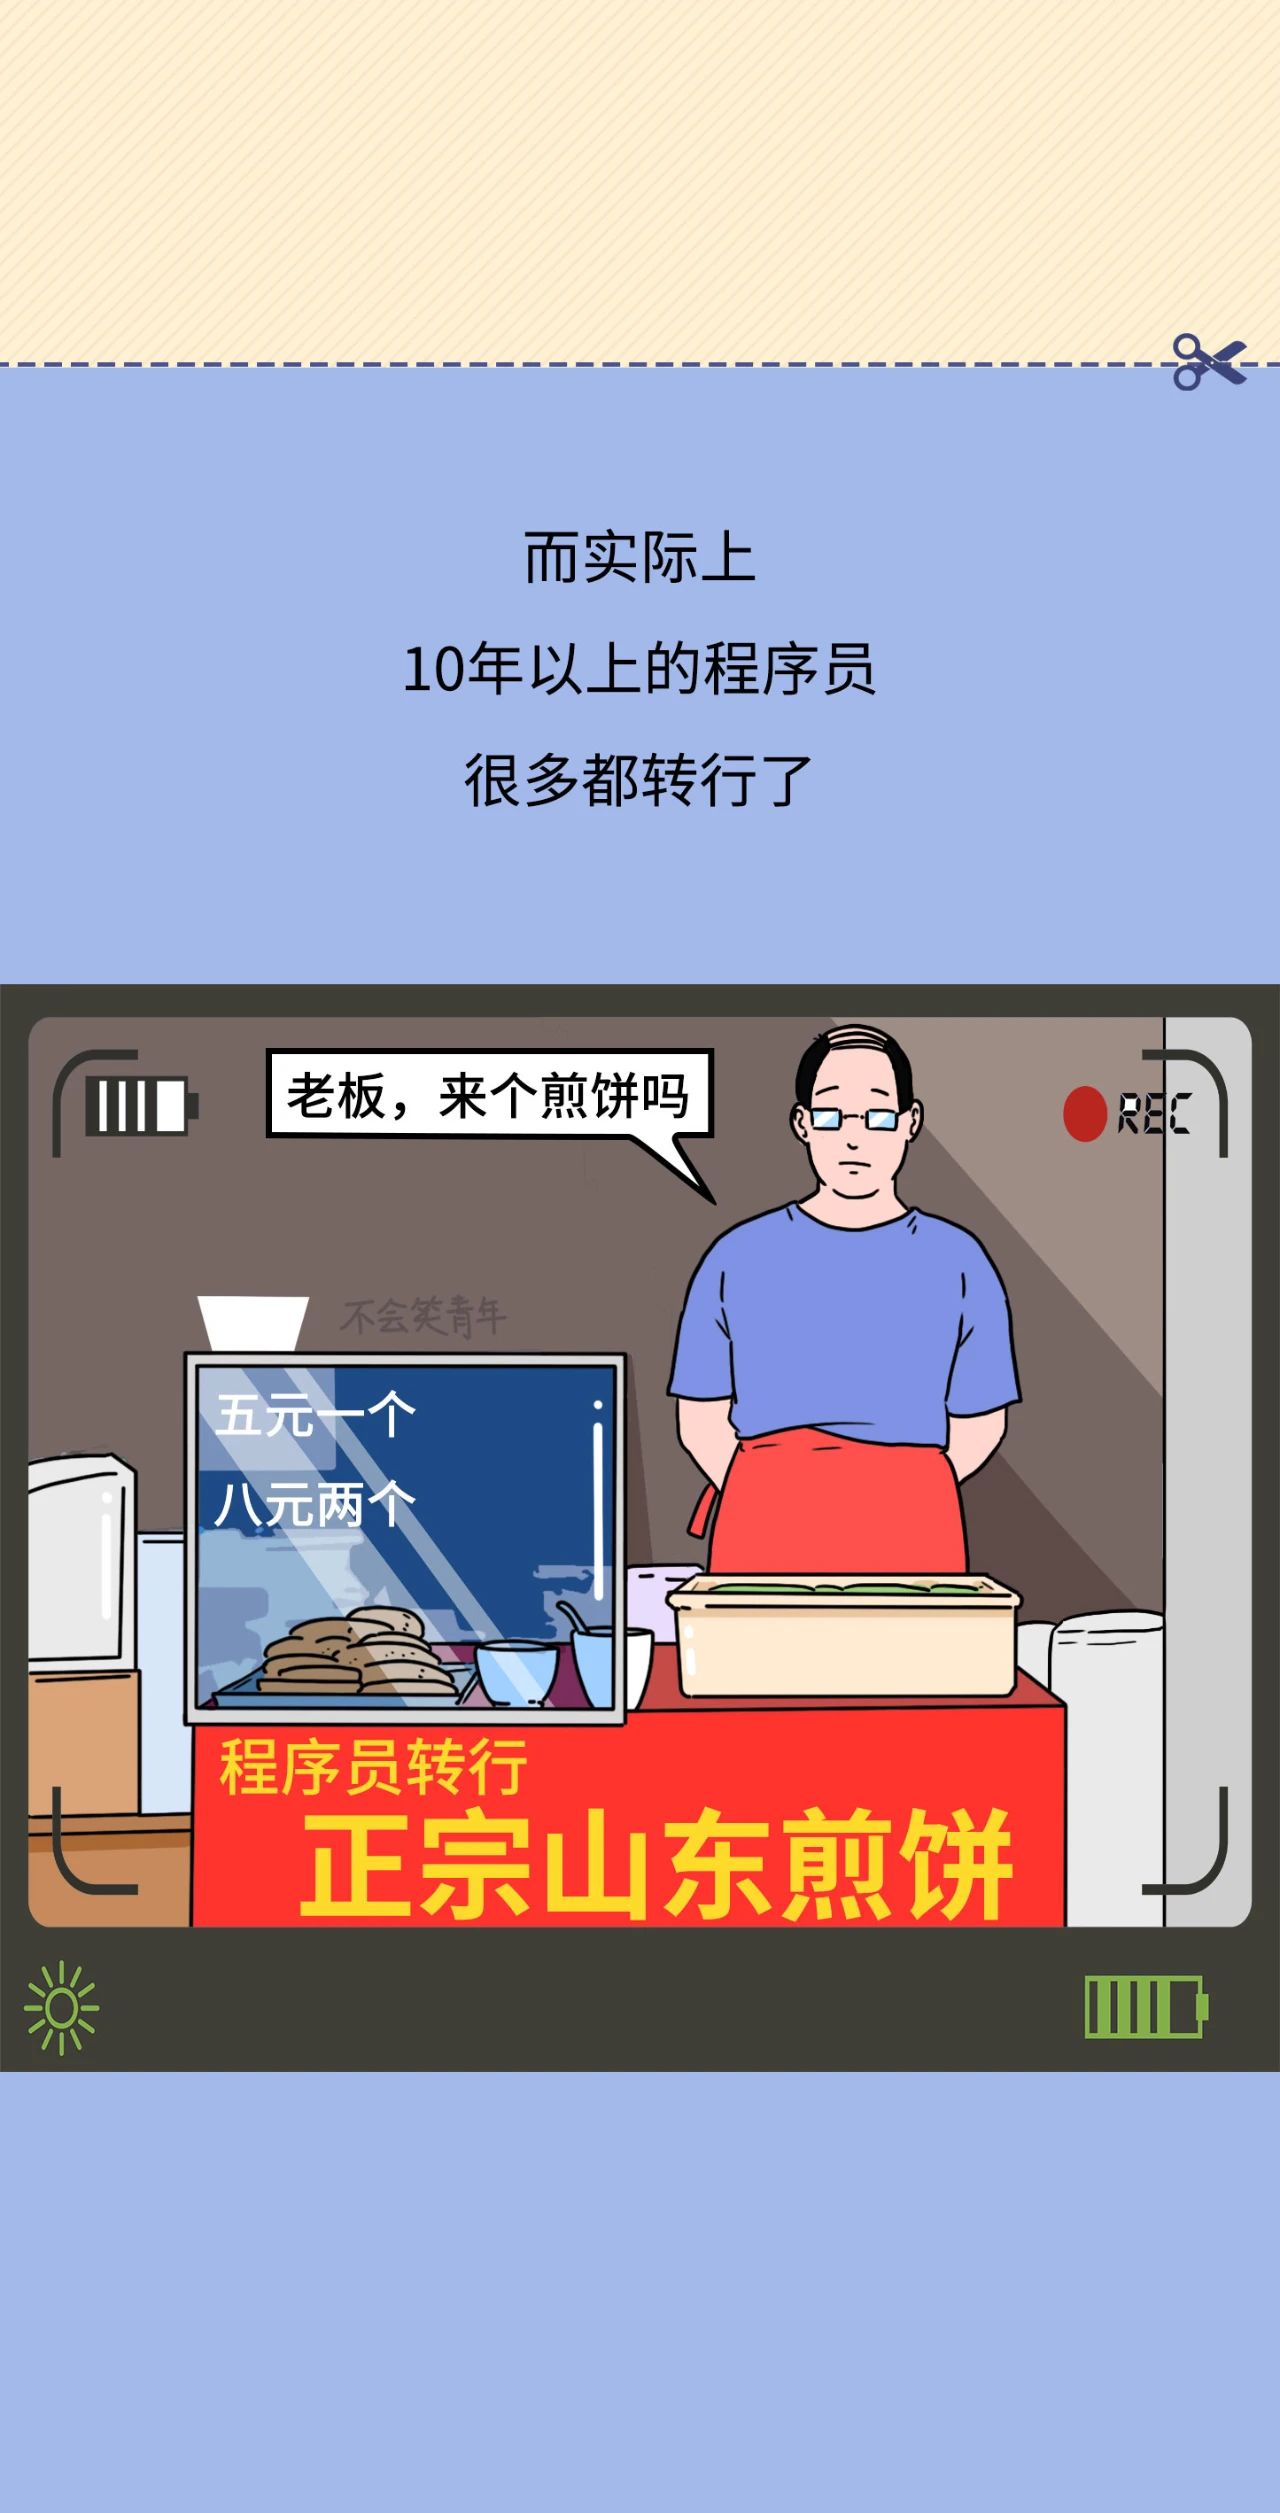 而实际上
10年以上的程序员
很多都转行了
老板，来个煎饼吗
REC
不会笑青年
五元一个
八元两个
程序员转行
正宗山东煎饼